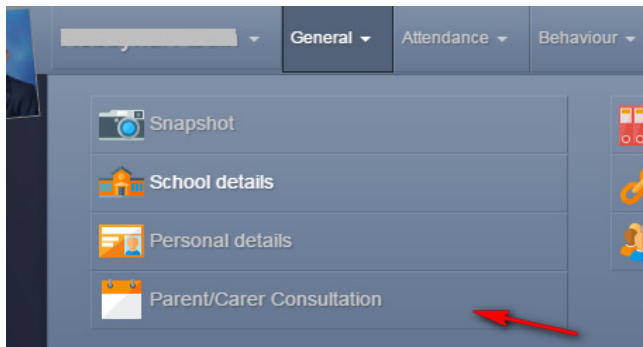 General
Attendance
Behaviour
Snapshot
School details
Personal details
Parent/Carer Consultation